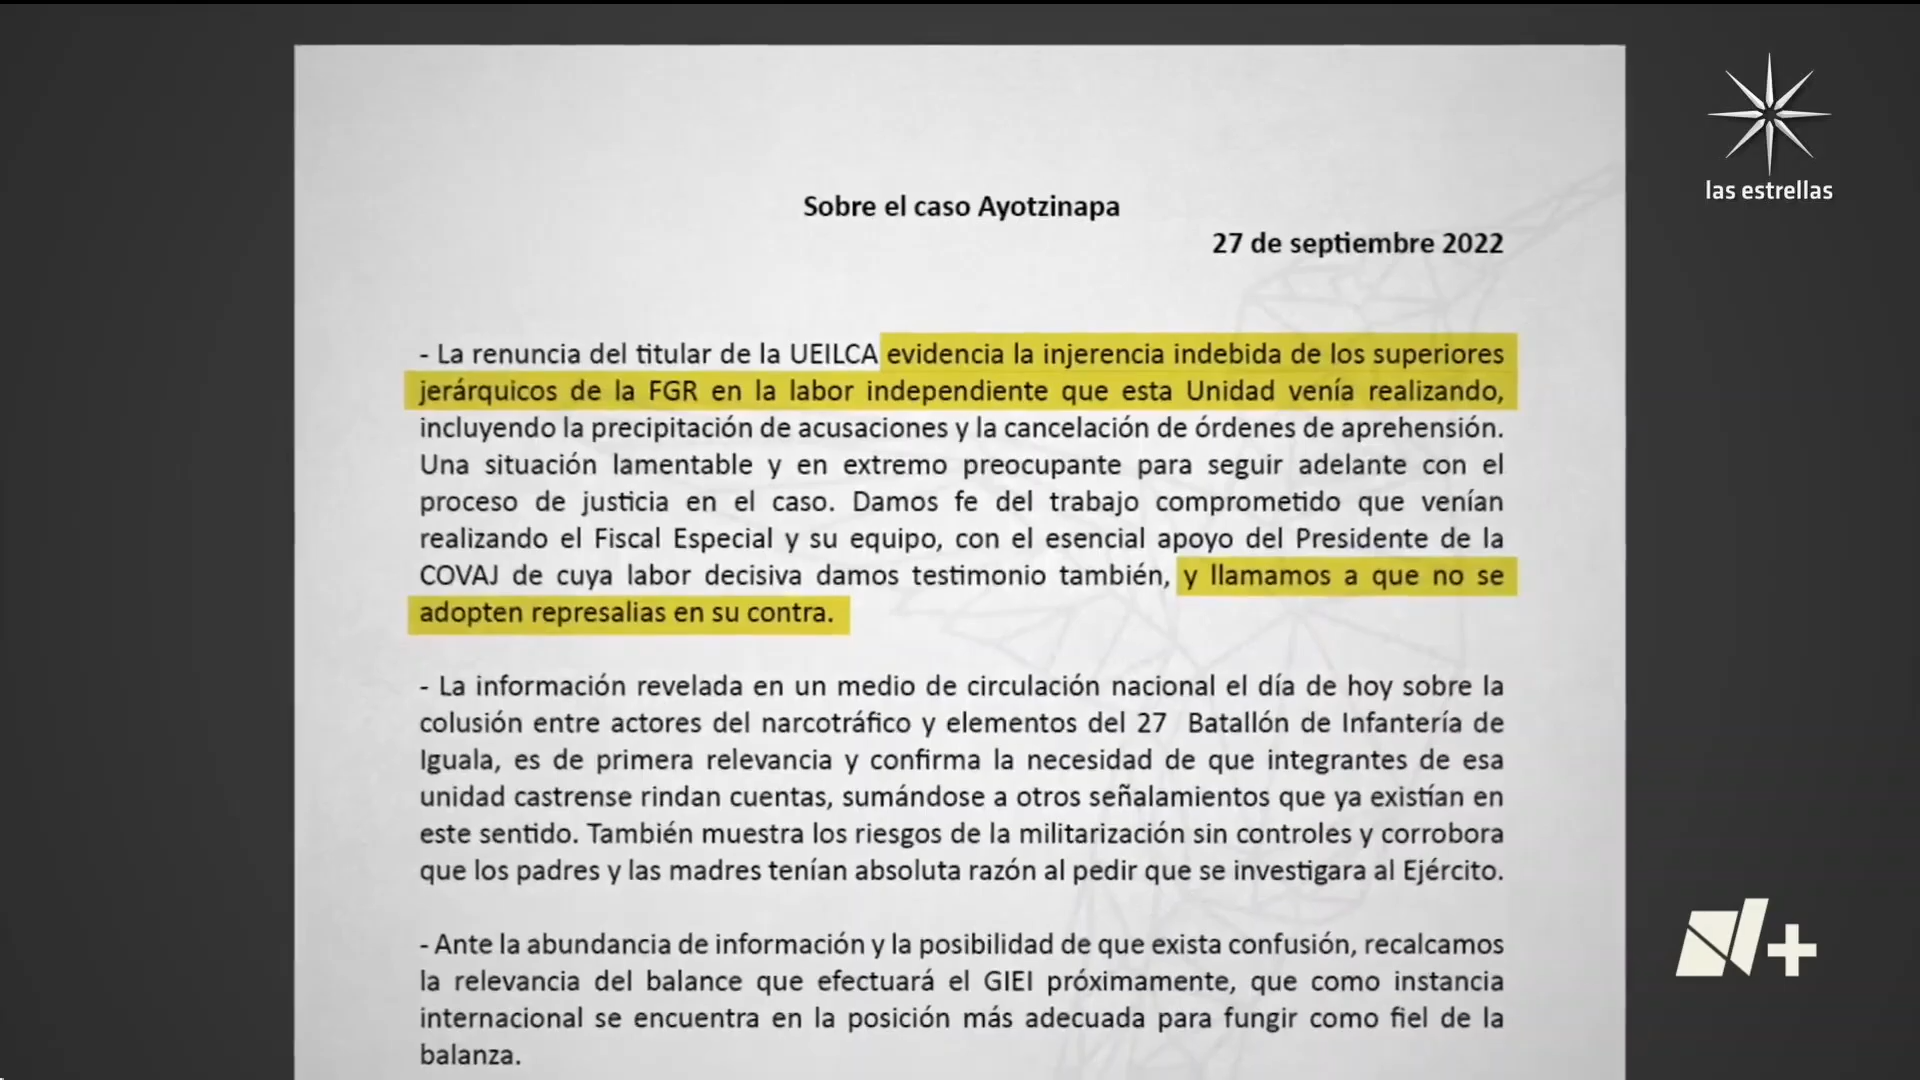 las estrellas
Sobre el caso Ayotzinapa
27 de septiembre 2022
- La renuncia del titular de la UEILCA evidencia la injerencia indebida de los superiores
jerárquicos de la FGR en la labor independiente que esta Unidad venía realizando,
incluyendo la precipitación de acusaciones y la cancelación de órdenes de aprehensión.
Una situación lamentable y en extremo preocupante para seguir adelante con el
proceso de justicia en el caso. Damos fe del trabajo comprometido que venían
realizando el Fiscal Especial y su equipo, con el esencial apoyo del Presidente de la
COVAJ de cuya labor decisiva damos testimonio también, y llamamos a que no se
adopten represalias en su contra.
- La información revelada en un medio de circulación nacional el día de hoy sobre la
colusión entre actores del narcotráfico y elementos del 27 Batallón de Infantería de
Iguala, es de primera relevancia y confirma la necesidad de que integrantes de esa
unidad castrense rindan cuentas, sumándose a otros señalamientos que ya existían en
este sentido. También muestra los riesgos de la militarización sin controles y corrobora
que los padres y las madres tenían absoluta razón al pedir que se investigara al Ejército.
- Ante la abundancia de información y la posibilidad de que exista confusión, recalcamos
la relevancia del balance que efectuará el GIEI próximamente, que como instancia
internacional se encuentra en la posición más adecuada para fungir como fiel de la
balanza.
N+